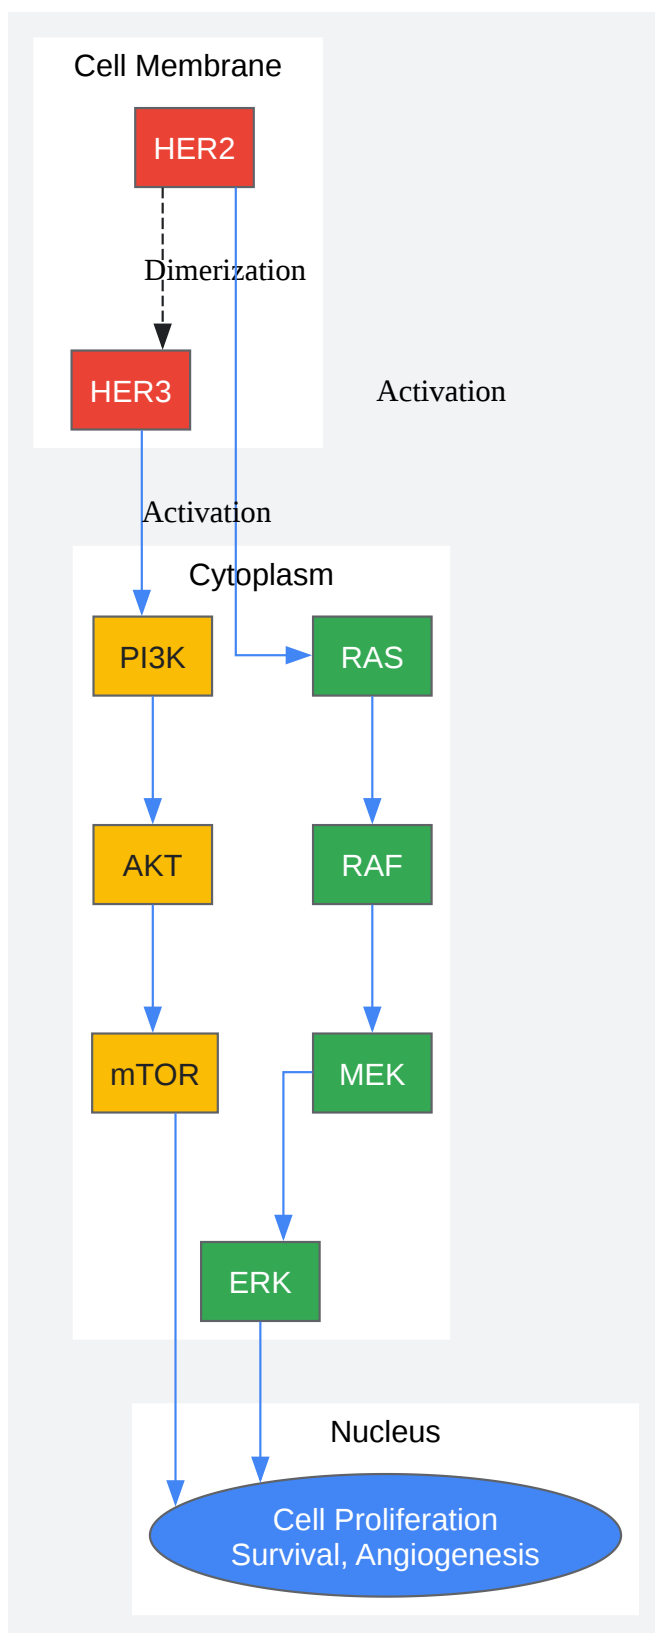 Cell Membrane
HER2
Dimerization
HER3
Activation
Activation
Cytoplasm
PI3K
RAS
AKT
RAF
mTOR
MEK
ERK
Nucleus
Cell Proliferation
Survival, Angiogenesis